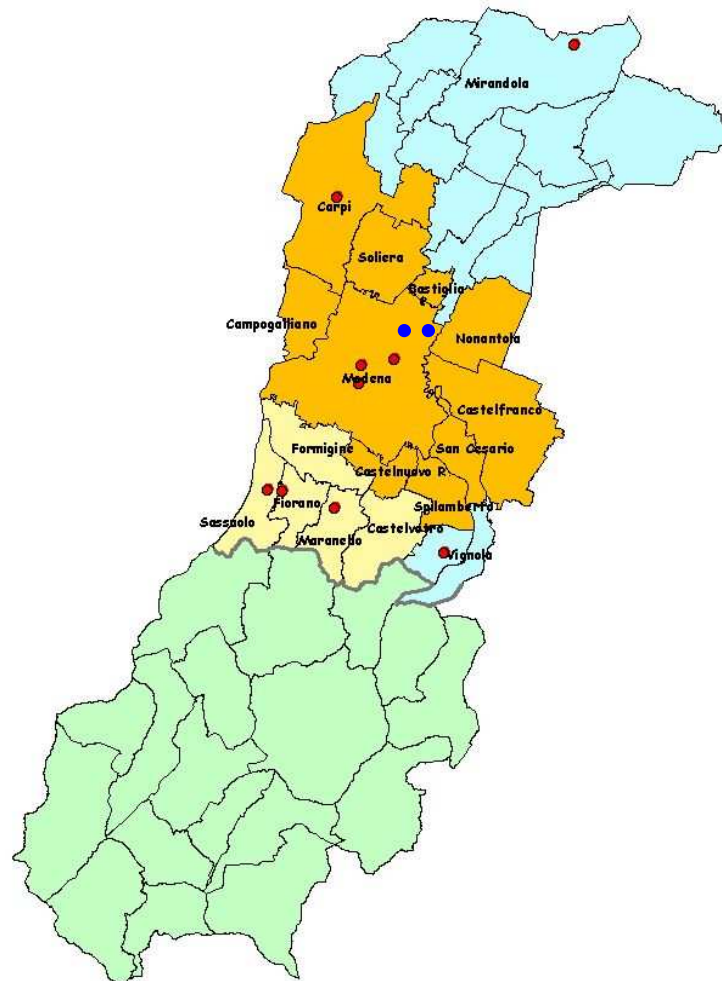 Mirandola
Carpi
Soliera
Bastiglia
Campogalliano
Nonantola
Modena
Castelfranco
Formigine
San Cesario
Castelnuovo R
Fiorano
Spilamberto
Sassuolo
Castelvetro
Maranello
Vignola